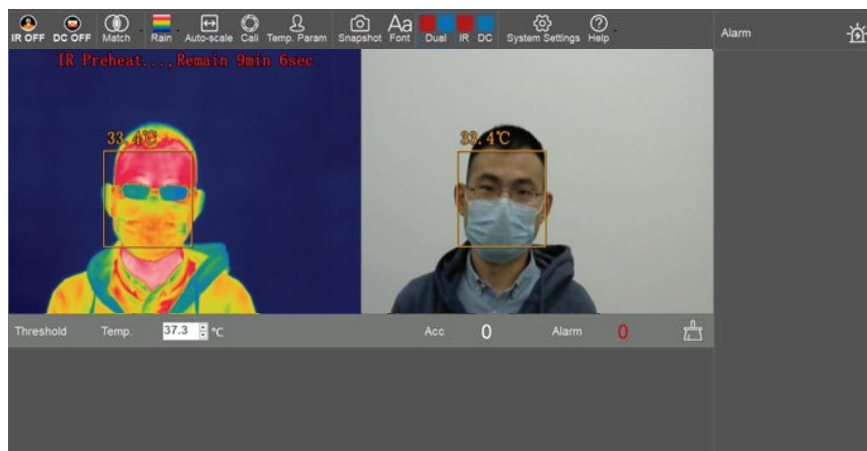 IR OFF DC OFF Match Rain Auto-scale Cali Temp. Param Snapshot Font Dual IR DC System Settings Help
Aa
?
Alarm
IR Preheat...,Remain 9min 6sec
33.4℃
33.4℃
Threshold Temp. 37.3 ℃ Acc 0 Alarm 0